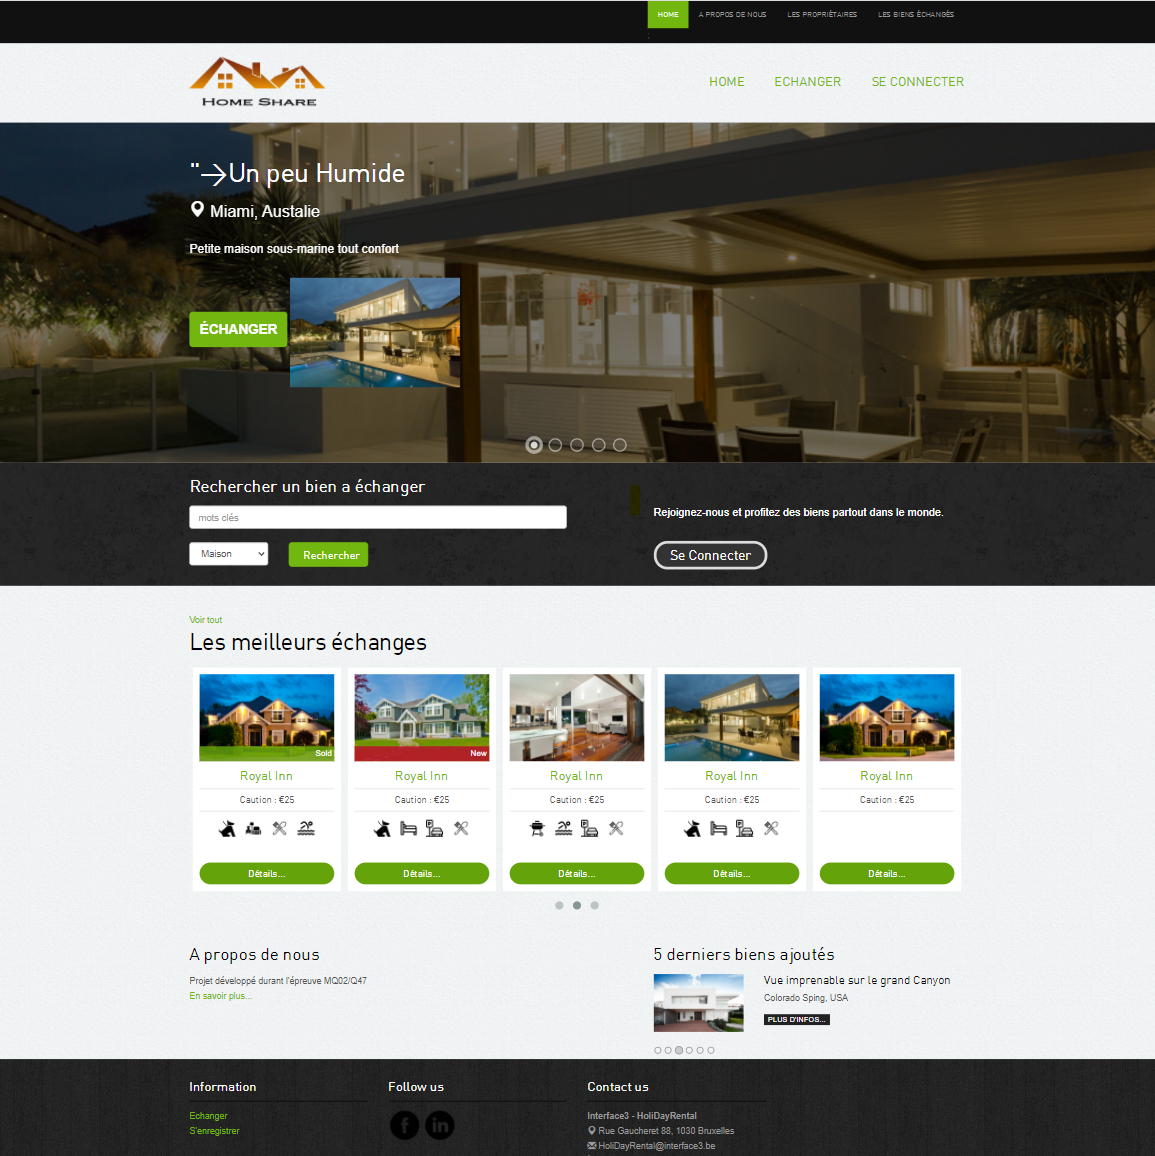 HOME A PROPOS DE NOUS LES PROPRIÈTAIRES LES BIENS ÈCHANGÈS
HOME SHARE
HOME ECHANGER SE CONNECTER
"->Un peu Humide
Miami, Austalie
Petite maison sous-marine tout confort
ÉCHANGER
Rechercher un bien a échanger
mots clés
Maison
Rechercher
Rejoignez-nous et profitez des biens partout dans le monde.
Se Connecter
Voir tout
Les meilleurs échanges
Sold New
Royal Inn Royal Inn Royal Inn Royal Inn Royal Inn
Caution : €25 Caution : €25 Caution : €25 Caution : €25 Caution : €25
Détails... Détails... Détails... Détails... Détails...
A propos de nous
Projet développé durant l'épreuve MQ02/Q47
En savoir plus...
5 derniers biens ajoutés
Vue imprenable sur le grand Canyon
Colorado Sping, USA
PLUS D'INFOS...
Information
Echanger
S'enregistrer
Follow us
Contact us
Interface3 - HoliDayRental
Rue Gaucheret 88, 1030 Bruxelles
HoliDayRental@interface3.be